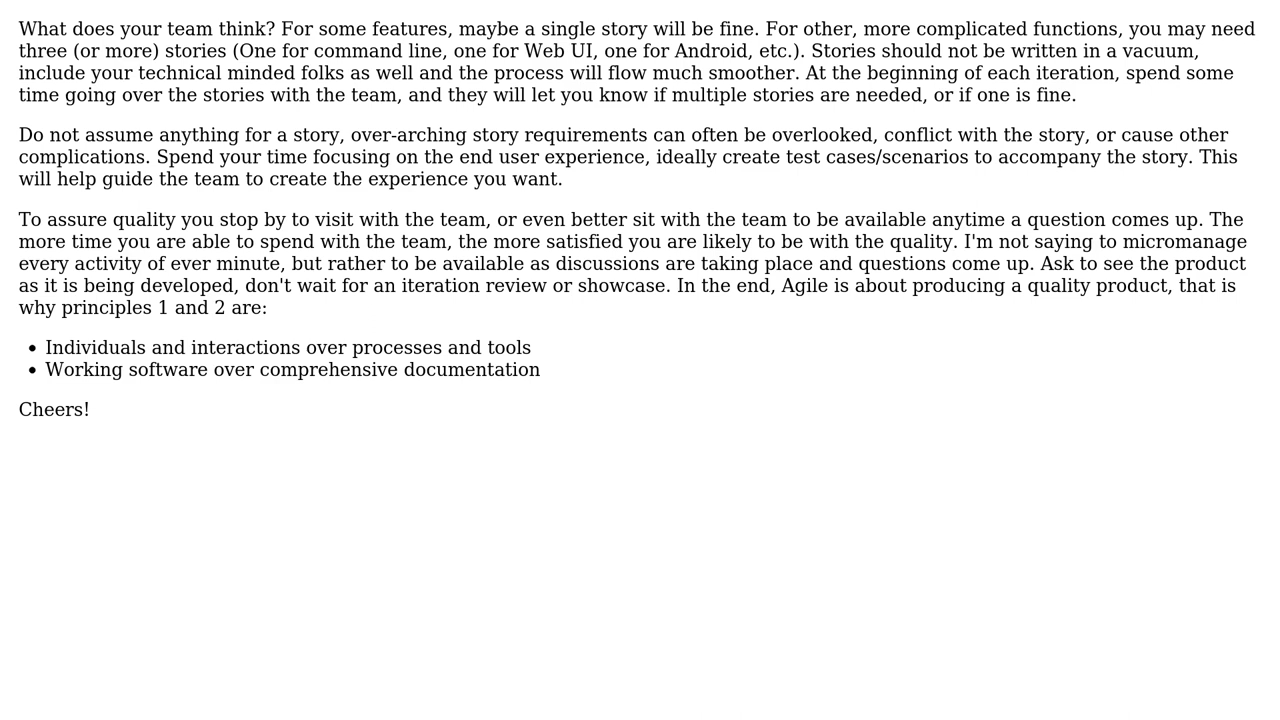 What does your team think? For some features, maybe a single story will be fine. For other, more complicated functions, you may need
three (or more) stories (One for command line, one for Web UI, one for Android, etc.). Stories should not be written in a vacuum,
include your technical minded folks as well and the process will flow much smoother. At the beginning of each iteration, spend some
time going over the stories with the team, and they will let you know if multiple stories are needed, or if one is fine.
Do not assume anything for a story, over-arching story requirements can often be overlooked, conflict with the story, or cause other
complications. Spend your time focusing on the end user experience, ideally create test cases/scenarios to accompany the story. This
will help guide the team to create the experience you want.
To assure quality you stop by to visit with the team, or even better sit with the team to be available anytime a question comes up. The
more time you are able to spend with the team, the more satisfied you are likely to be with the quality. I'm not saying to micromanage
every activity of ever minute, but rather to be available as discussions are taking place and questions come up. Ask to see the product
as it is being developed, don't wait for an iteration review or showcase. In the end, Agile is about producing a quality product, that is
why principles 1 and 2 are:
• Individuals and interactions over processes and tools
• Working software over comprehensive documentation
Cheers!